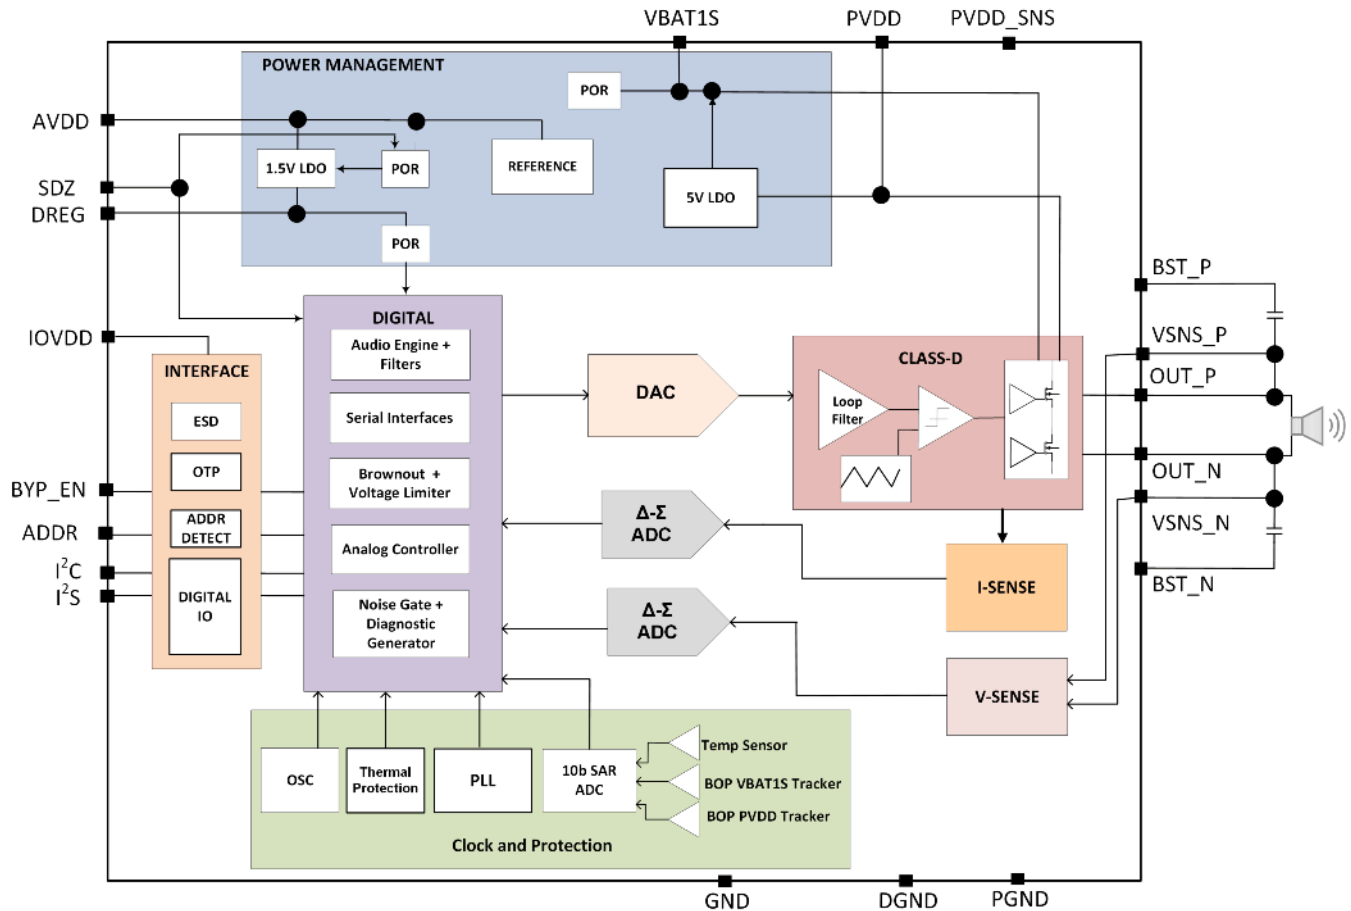 VBAT1S
PVDD
PVDD_SNS
POWER MANAGEMENT
POR
AVDD
1.5V LDO
POR
REFERENCE
SDZ
5V LDO
DREG
POR
BST_P
DIGITAL
IOVDD
Audio Engine +
Filters
VSNS_P
INTERFACE
CLASS-D
OUT_P
DAC
Loop
Filter
ESD
Serial Interfaces
OTP
Brownout +
Voltage Limiter
OUT_N
BYP_EN
Δ-Σ
ADC
VSNS_N
ADDR
ADDR
DETECT
Analog Controller
I²C
I²S
DIGITAL
IO
I-SENSE
BST_N
Noise Gate +
Diagnostic
Generator
Δ-Σ
ADC
V-SENSE
Temp Sensor
OSC
Thermal
Protection
PLL
10b SAR
ADC
BOP VBAT1S Tracker
BOP PVDD Tracker
Clock and Protection
GND
DGND
PGND